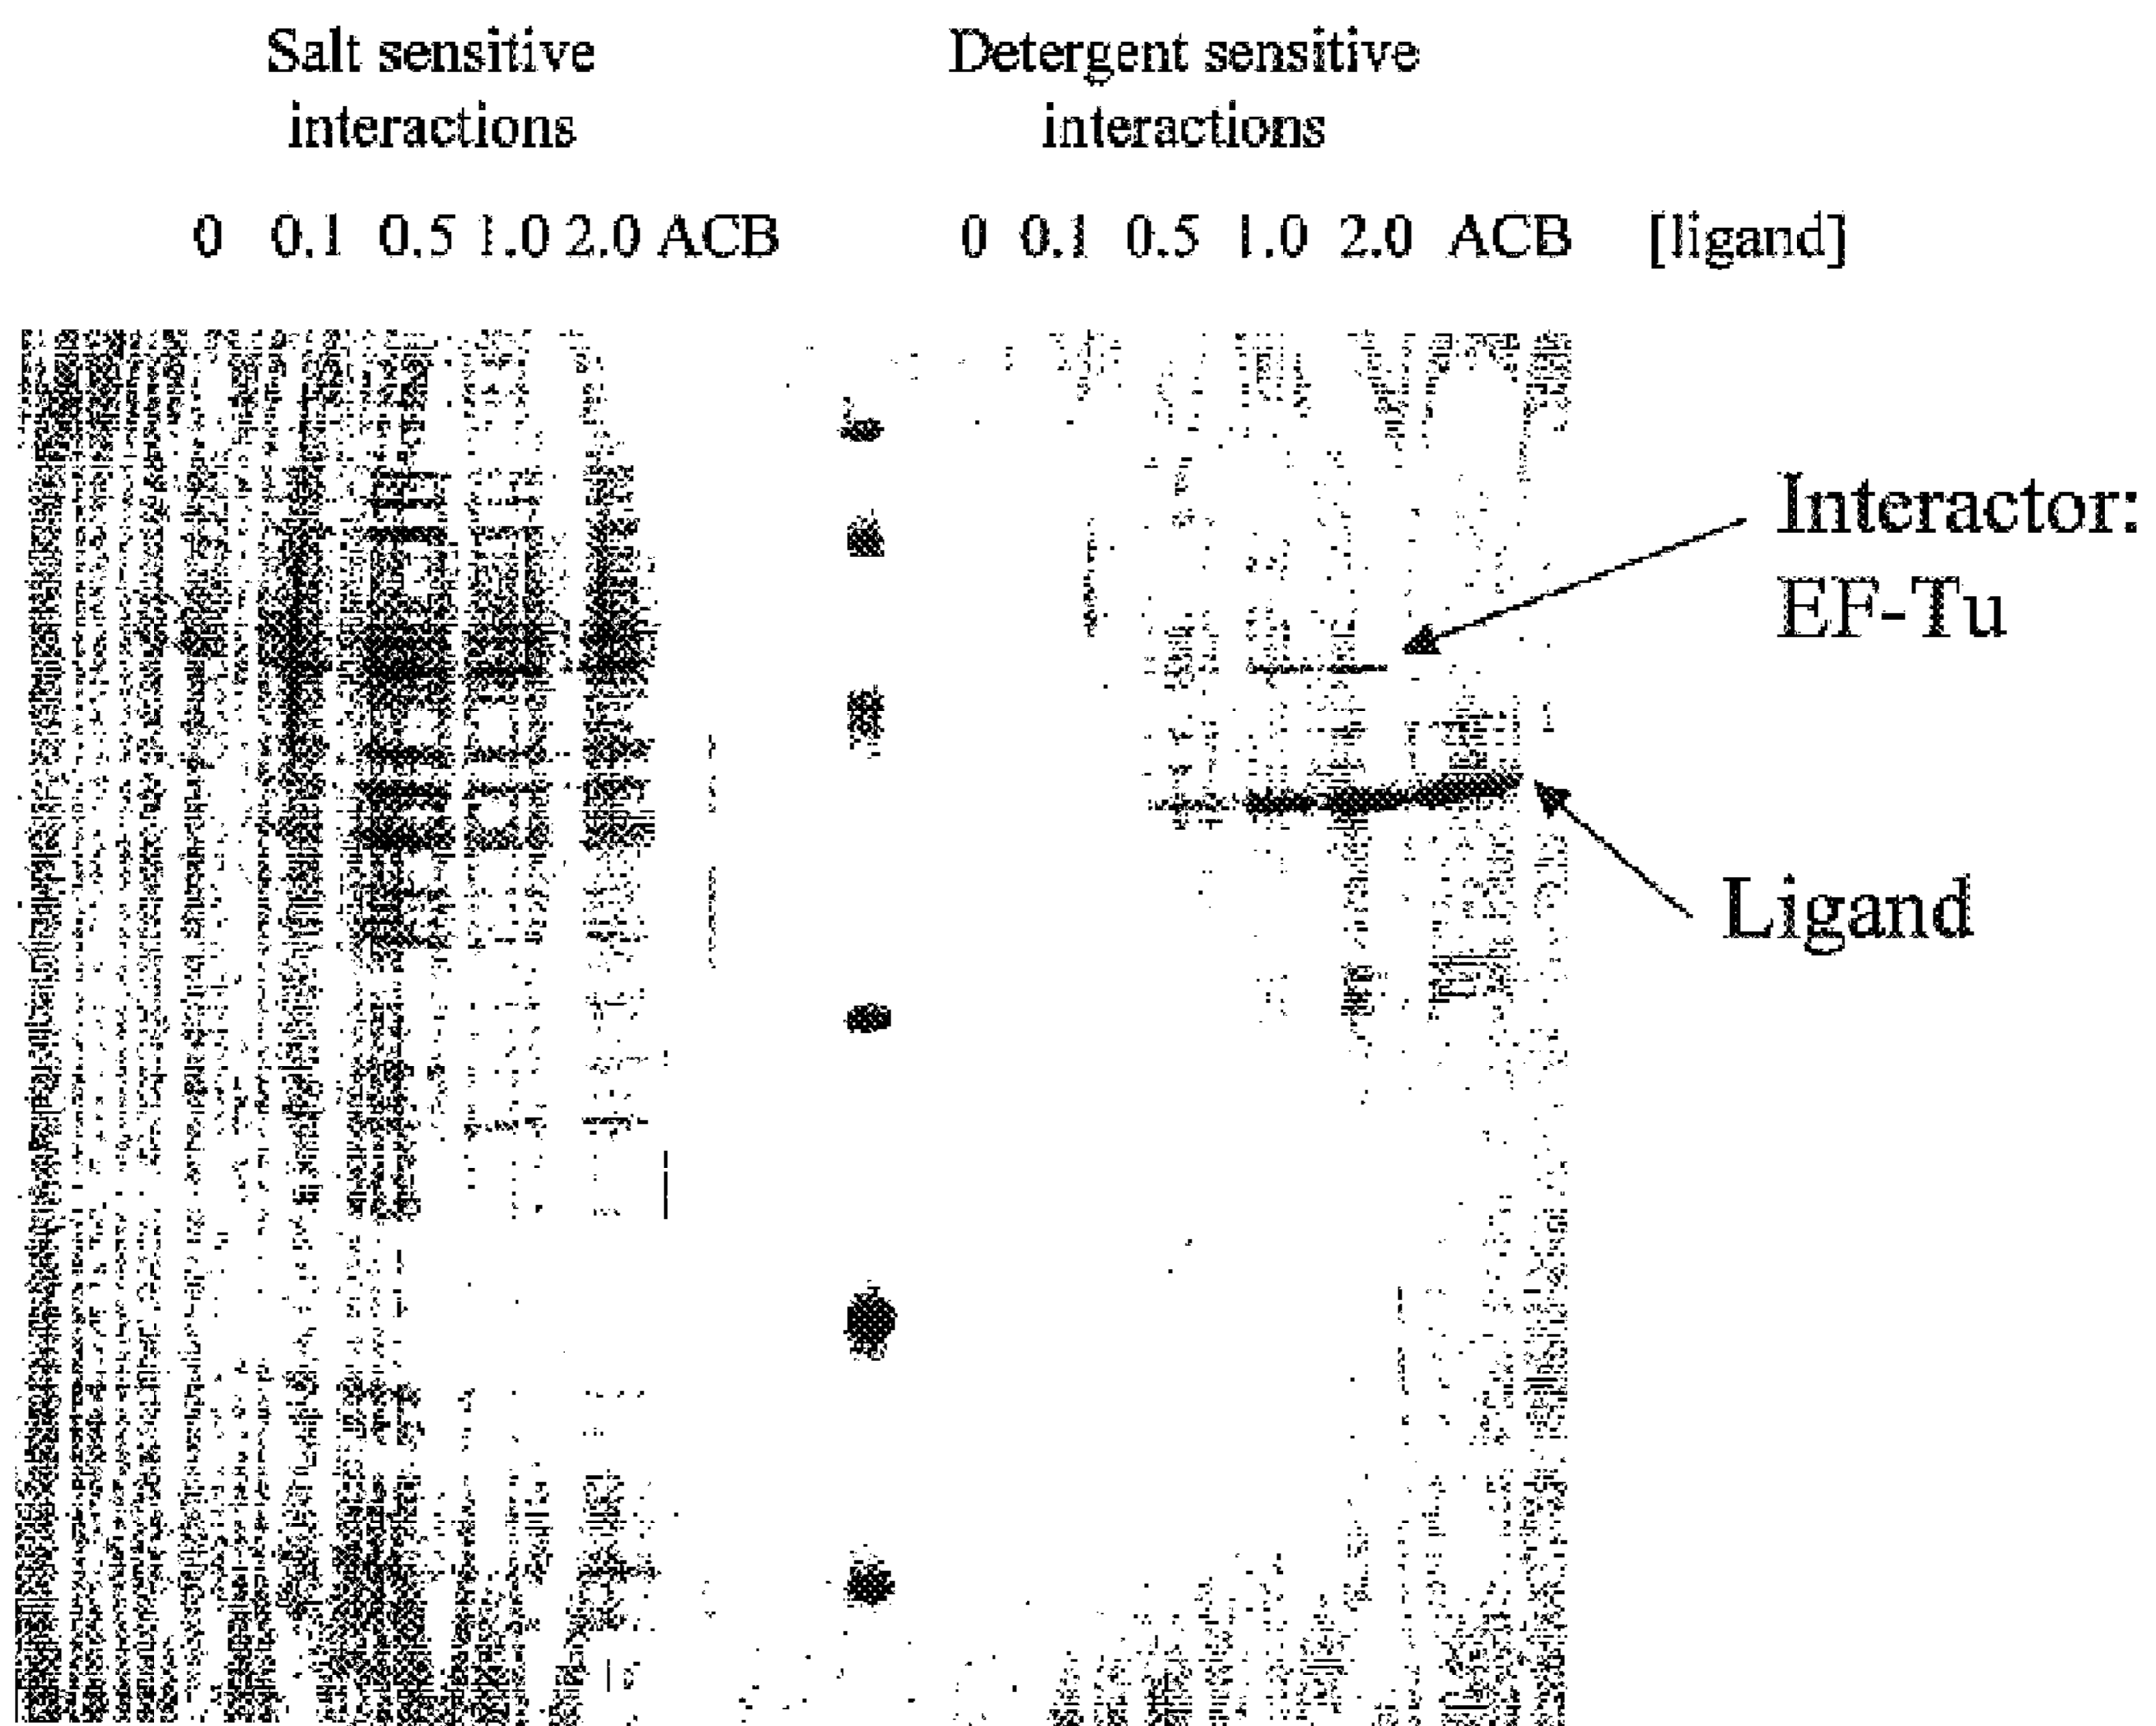 Salt sensitive
interactions
Detergent sensitive
interactions
0 0.1 0.5 1.0 2.0 ACB
0 0.1 0.5 1.0 2.0 ACB [ligand]
Interactor:
EF-Tu
Ligand